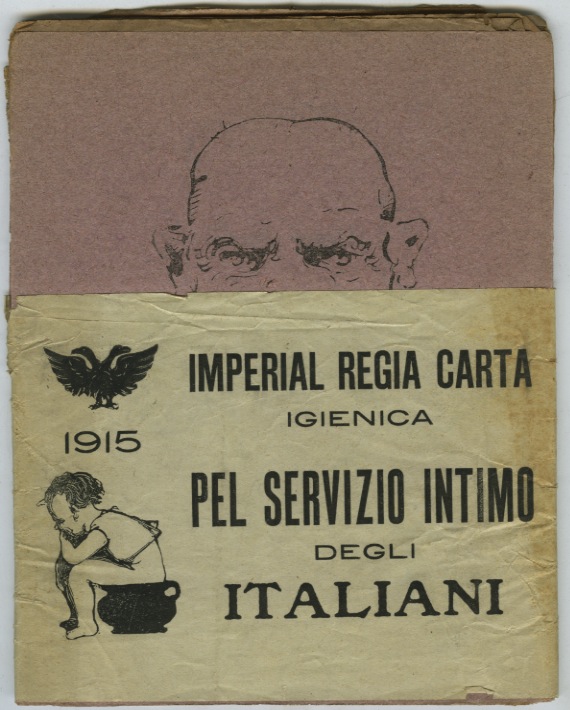 IMPERIAL REGIA CARTA
IGIENICA
1915
PEL SERVIZIO INTIMO
DEGLI
ITALIANI